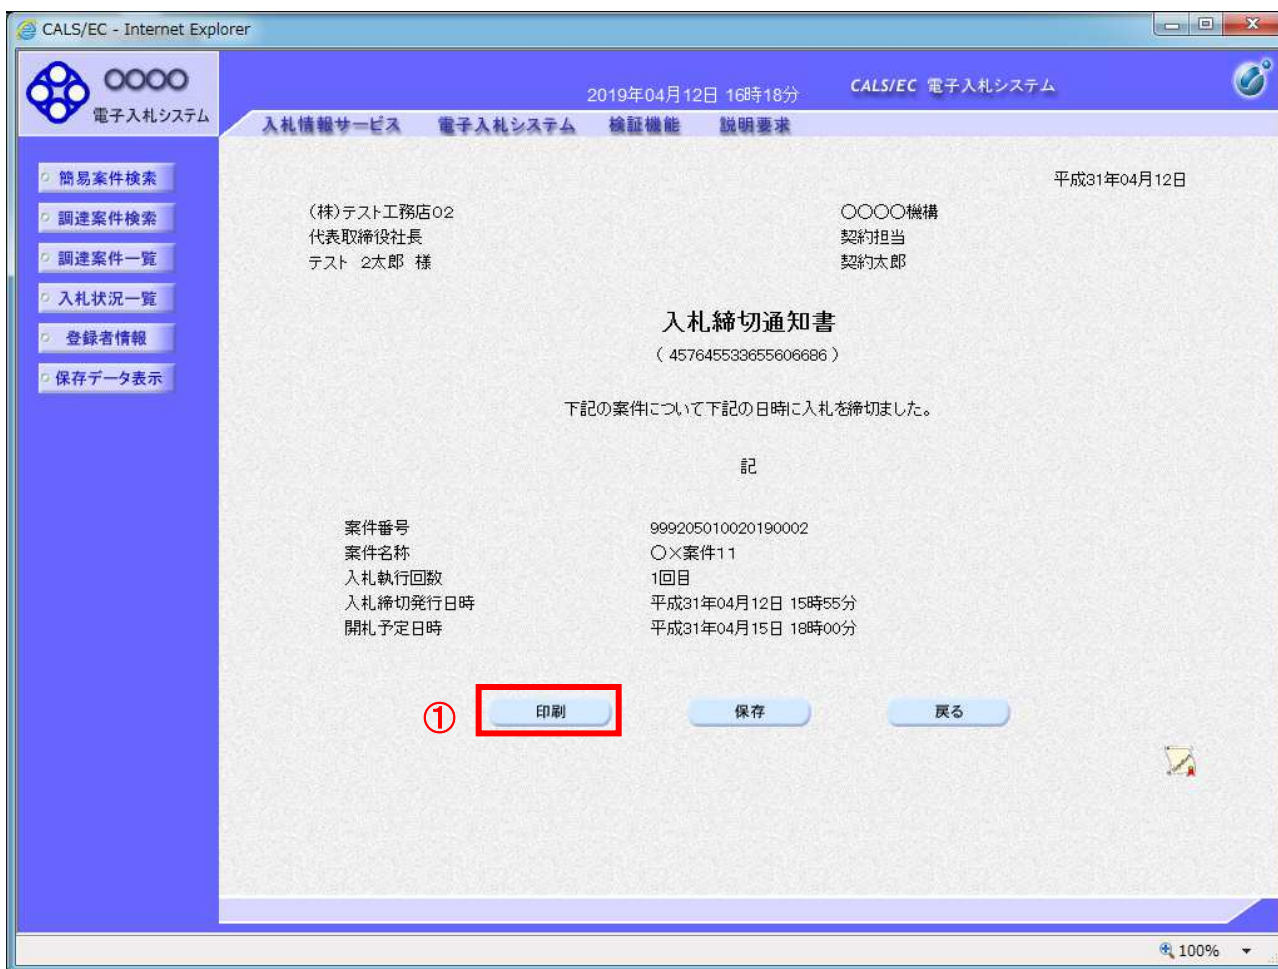 CALS/EC - Internet Explorer
OOOO
電子入札システム
2019年04月12日 16時18分
CALS/EC 電子入札システム
入札情報サービス 電子入札システム 検証機能 説明要求
簡易案件検索
調達案件検索
調達案件一覧
入札状況一覧
登録者情報
保存データ表示
平成31年04月12日
(株)テスト工務店02
〇〇〇〇機構
代表取締役社長
契約担当
テスト 2太郎 様
契約太郎
入札締切通知書
( 457645533655606686 )
下記の案件について下記の日時に入札を締切ました。
記
案件番号 999205010020190002
案件名称 〇×案件11
入札執行回数 1回目
入札締切発行日時 平成31年04月12日 15時55分
開札予定日時 平成31年04月15日 18時00分
① 印刷 保存 戻る
100%